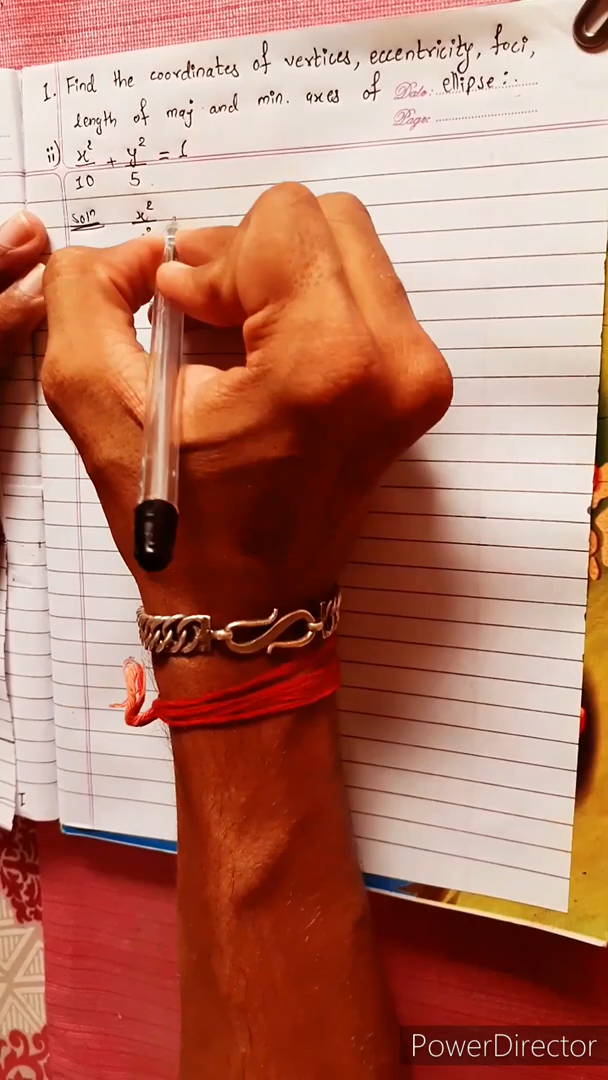 1. Find the coordinates of vertices, eccentricity, foci,
length of maj. and min. axes of ellipse :-
Date:
Page:
ii) x²/10 + y²/5 = 1
Solⁿ x²
PowerDirector